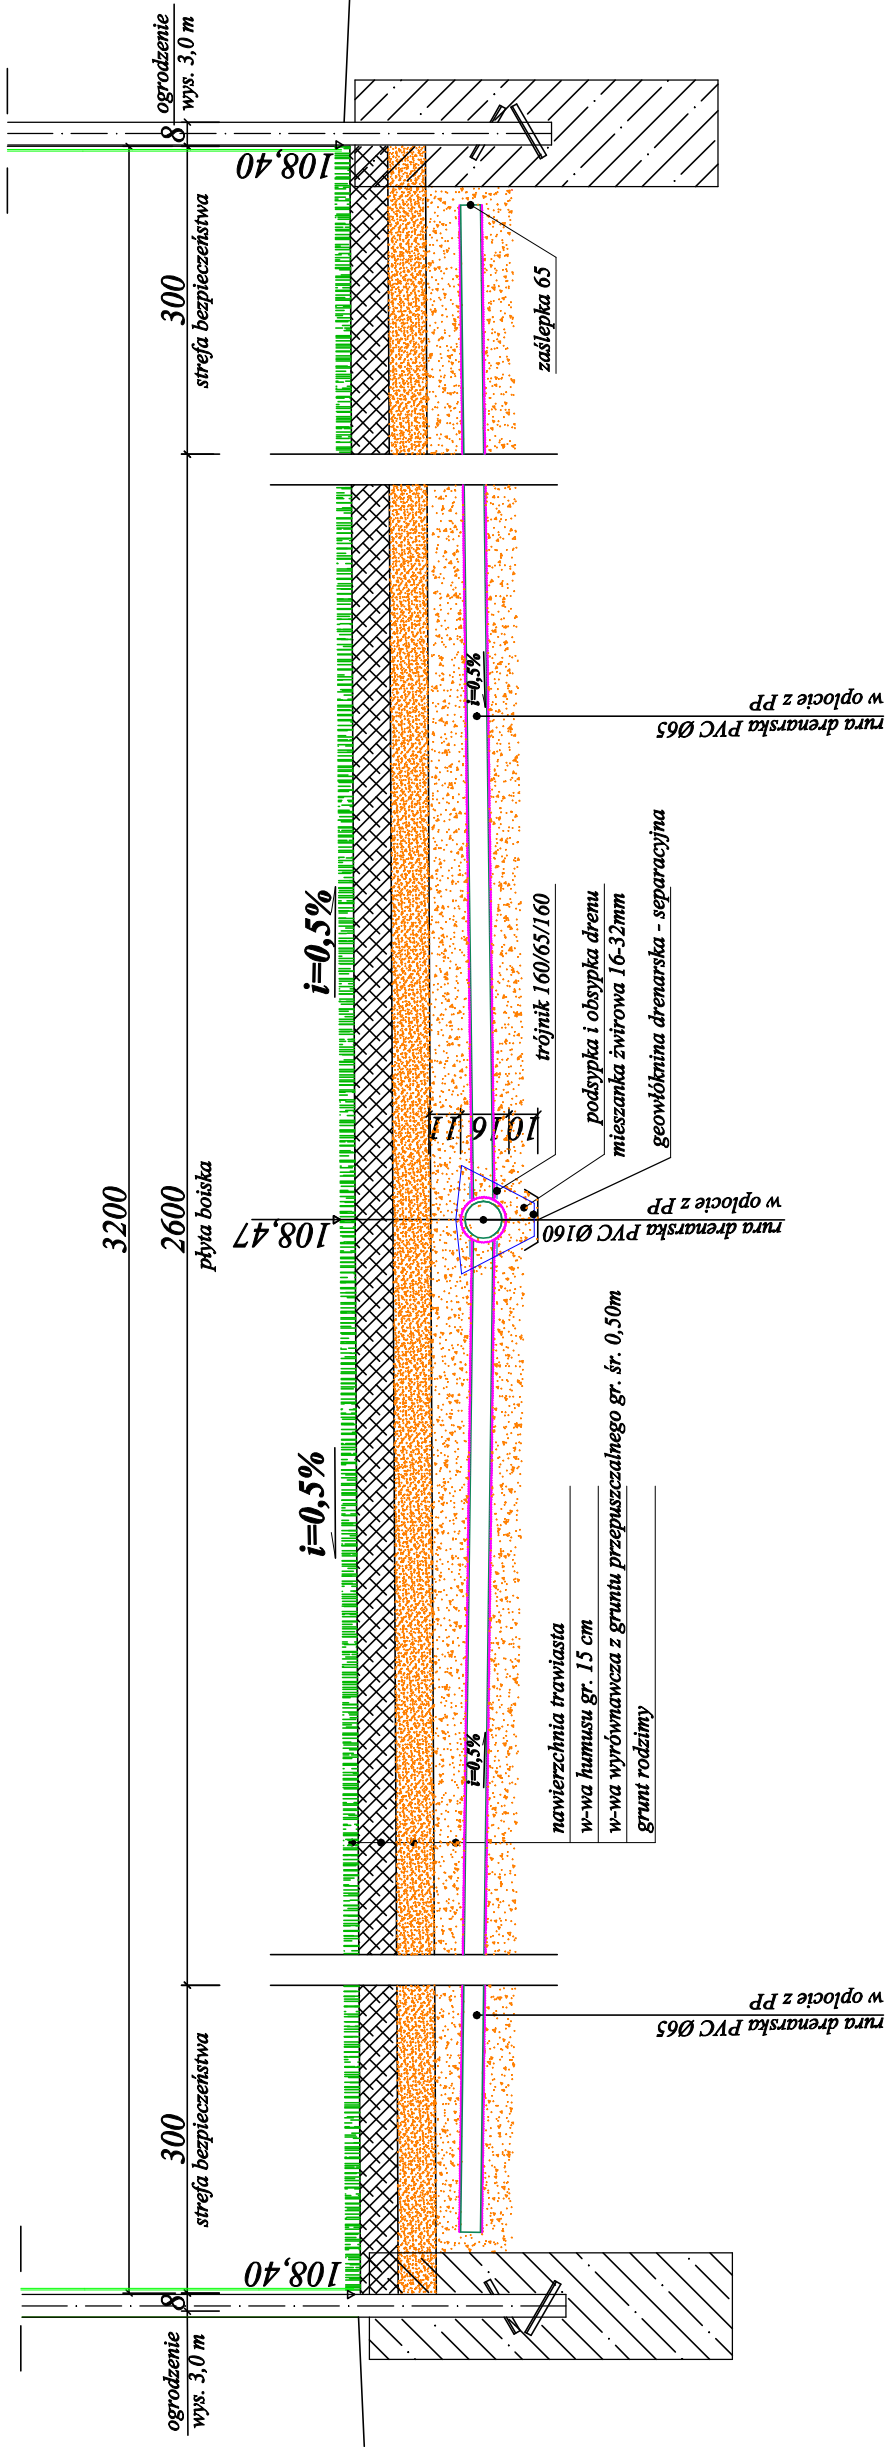 ogrodzenie
wys. 3,0 m
8
108,40
300
strefa bezpieczeństwa
3200
2600
płyta boiska
108,47
i=0,5%
i=0,5%
300
strefa bezpieczeństwa
108,40
8
ogrodzenie
wys. 3,0 m
i=0,5%
i=0,5%
11
16
10
rura drenarska PVC Ø65
w oplocie z PP
nawierzchnia trawiasta
w-wa humusu gr. 15 cm
w-wa wyrównawcza z gruntu przepuszczalnego gr. śr. 0,50m
grunt rodzimy
rura drenarska PVC Ø160
w oplocie z PP
trójnik 160/65/160
podsypka i obsypka drenu
mieszanka żwirowa 16-32mm
geowłóknina drenarska - separacyjna
rura drenarska PVC Ø65
w oplocie z PP
zaślepka 65